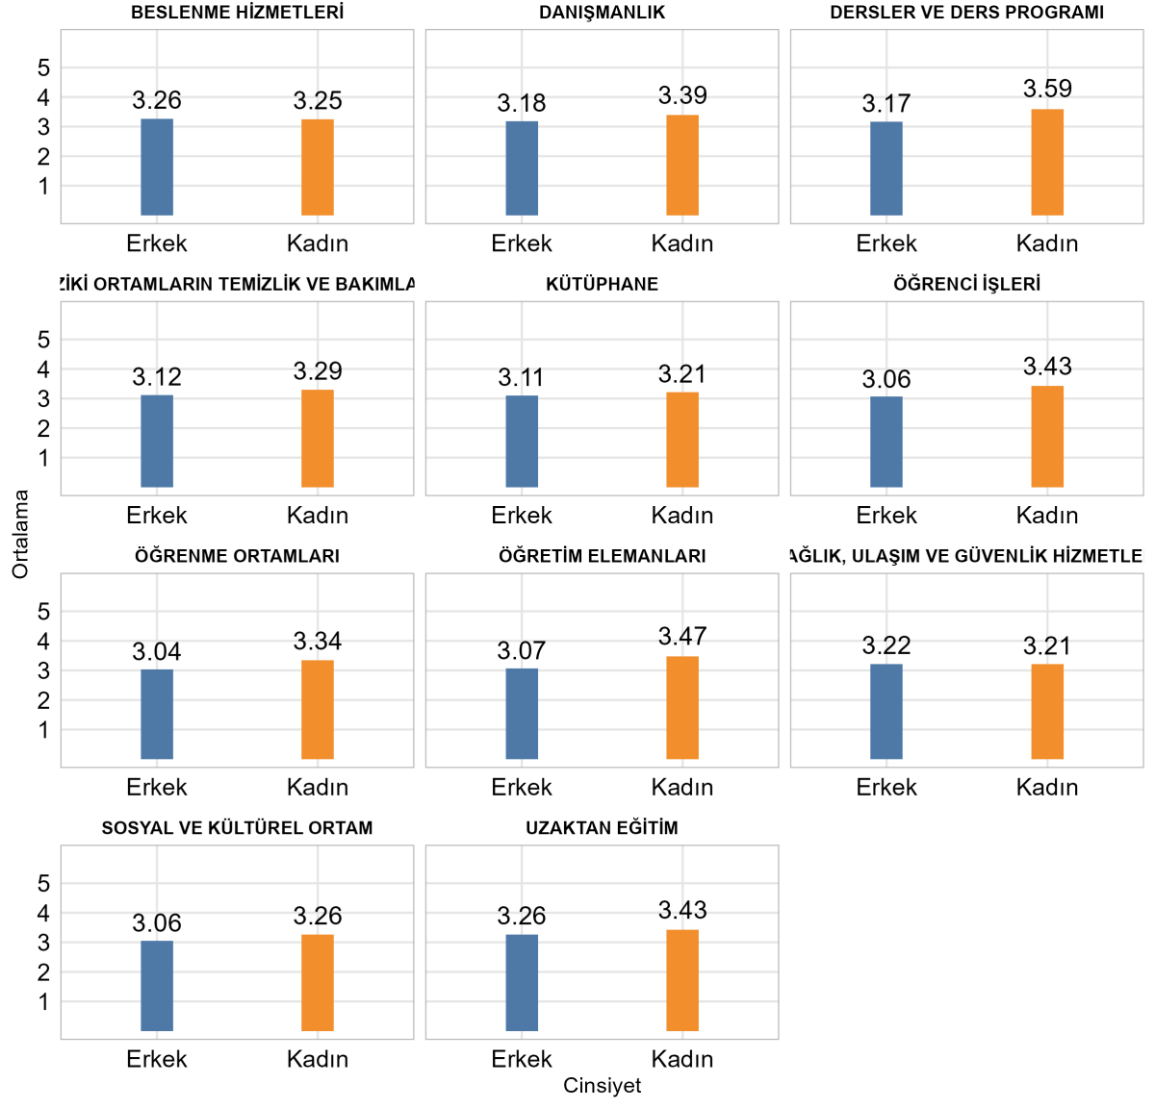 BESLENME HİZMETLERİ
DANIŞMANLIK
DERSLER VE DERS PROGRAMI
5
4
3
2
1
3.26
3.25
3.18
3.39
3.17
3.59
Erkek
Kadın
Erkek
Kadın
Erkek
Kadın
ZİKİ ORTAMLARIN TEMİZLİK VE BAKIMLA
KÜTÜPHANE
ÖĞRENCİ İŞLERİ
5
4
3
2
1
3.12
3.29
3.11
3.21
3.06
3.43
Erkek
Kadın
Erkek
Kadın
Erkek
Kadın
Ortalama
ÖĞRENME ORTAMLARI
ÖĞRETİM ELEMANLARI
AĞLIK, ULAŞIM VE GÜVENLİK HİZMETLE
5
4
3
2
1
3.04
3.34
3.07
3.47
3.22
3.21
Erkek
Kadın
Erkek
Kadın
Erkek
Kadın
SOSYAL VE KÜLTÜREL ORTAM
UZAKTAN EĞİTİM
5
4
3
2
1
3.06
3.26
3.26
3.43
Erkek
Kadın
Erkek
Kadın
Cinsiyet